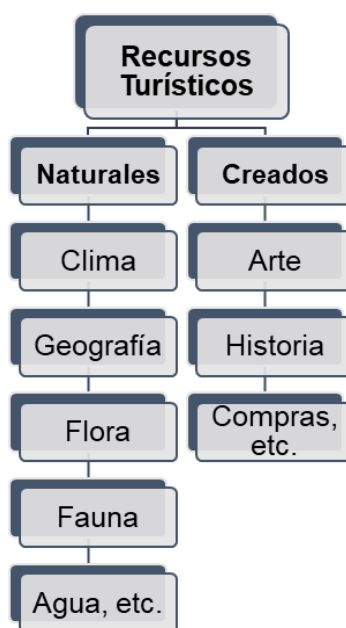 Recursos
Turísticos
Naturales
Creados
Clima
Arte
Geografía
Historia
Flora
Compras,
etc.
Fauna
Agua, etc.